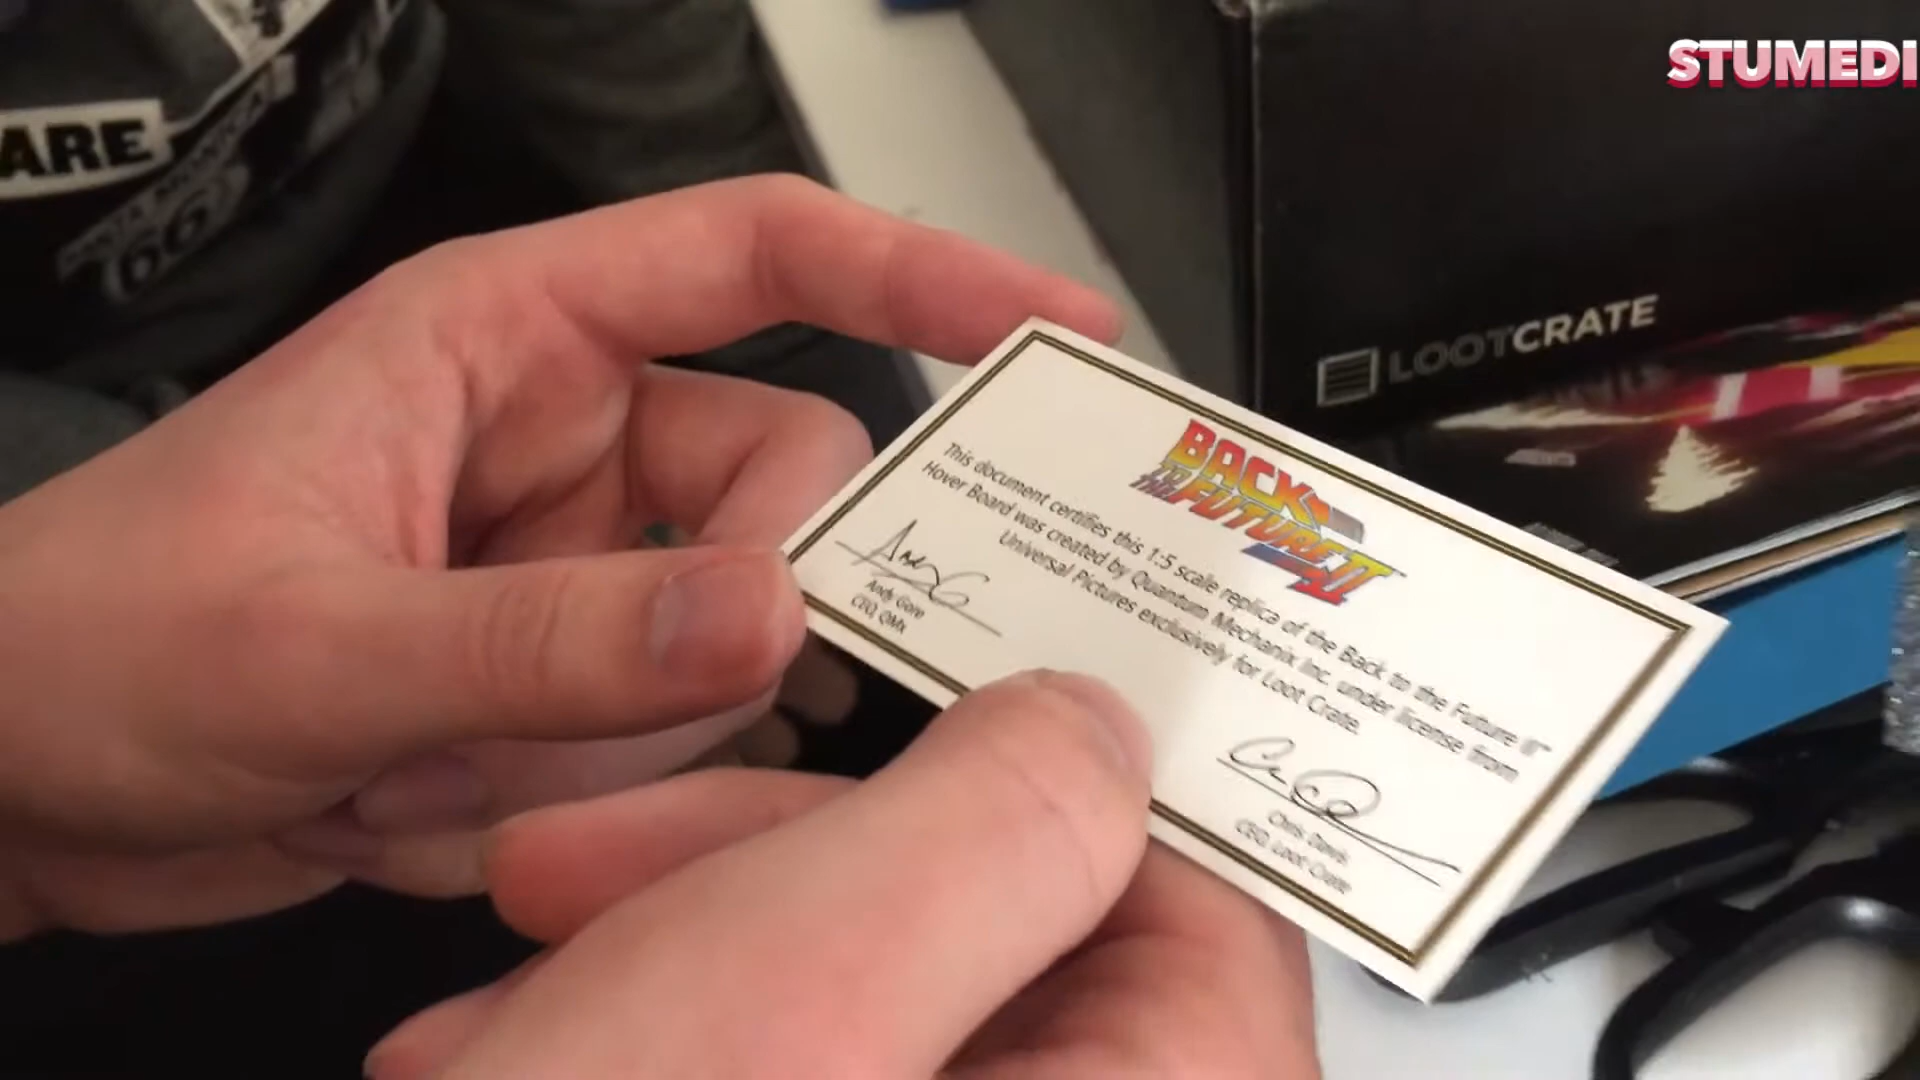 STUMEDI
ARE
66
LOOTCRATE
BACK
TO THE FUTURE II
This document certifies this 1:5 scale replica of the Back to the Future II™
Hover Board was created by Quantum Mechanix Inc. under license from
Universal Pictures exclusively for Loot Crate.
Andy Gore
CEO, QMx
Chris Davis
CEO, Loot Crate